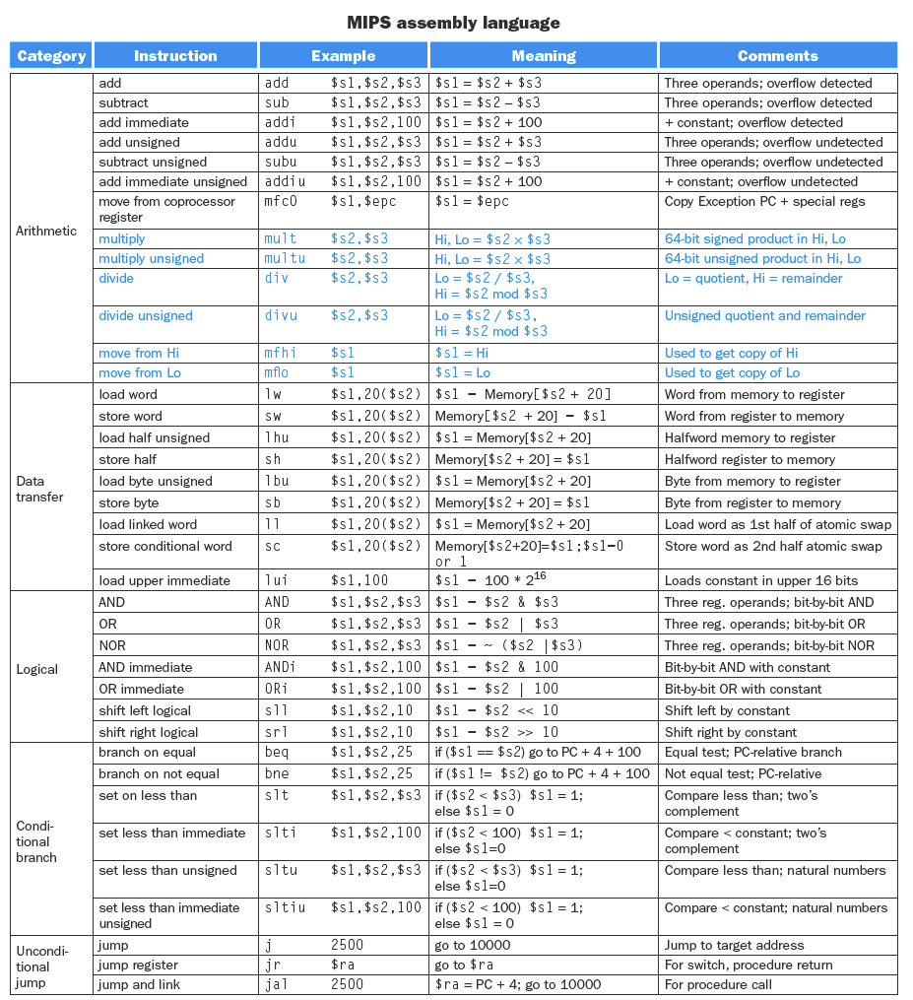 MIPS assembly language
Category Instruction Example Meaning Comments
Arithmetic
add add $s1,$s2,$s3 $s1 = $s2 + $s3 Three operands; overflow detected
subtract sub $s1,$s2,$s3 $s1 = $s2 – $s3 Three operands; overflow detected
add immediate addi $s1,$s2,100 $s1 = $s2 + 100 + constant; overflow detected
add unsigned addu $s1,$s2,$s3 $s1 = $s2 + $s3 Three operands; overflow undetected
subtract unsigned subu $s1,$s2,$s3 $s1 = $s2 – $s3 Three operands; overflow undetected
add immediate unsigned addiu $s1,$s2,100 $s1 = $s2 + 100 + constant; overflow undetected
move from coprocessor mfc0 $s1,$epc $s1 = $epc Copy Exception PC + special regs
register
multiply mult $s2,$s3 Hi, Lo = $s2 × $s3 64-bit signed product in Hi, Lo
multiply unsigned multu $s2,$s3 Hi, Lo = $s2 × $s3 64-bit unsigned product in Hi, Lo
divide div $s2,$s3 Lo = $s2 / $s3, Lo = quotient, Hi = remainder
Hi = $s2 mod $s3
divide unsigned divu $s2,$s3 Lo = $s2 / $s3, Unsigned quotient and remainder
Hi = $s2 mod $s3
move from Hi mfhi $s1 $s1 = Hi Used to get copy of Hi
move from Lo mflo $s1 $s1 = Lo Used to get copy of Lo
Data
transfer
load word lw $s1,20($s2) $s1 – Memory[$s2 + 20] Word from memory to register
store word sw $s1,20($s2) Memory[$s2 + 20] – $s1 Word from register to memory
load half unsigned lhu $s1,20($s2) $s1 = Memory[$s2 + 20] Halfword memory to register
store half sh $s1,20($s2) Memory[$s2 + 20] = $s1 Halfword register to memory
load byte unsigned lbu $s1,20($s2) $s1 = Memory[$s2 + 20] Byte from memory to register
store byte sb $s1,20($s2) Memory[$s2 + 20] = $s1 Byte from register to memory
load linked word ll $s1,20($s2) $s1 = Memory[$s2 + 20] Load word as 1st half of atomic swap
store conditional word sc $s1,20($s2) Memory[$s2+20]=$s1;$s1–0 Store word as 2nd half atomic swap
or 1
load upper immediate lui $s1,100 $s1 – 100 * 2^16 Loads constant in upper 16 bits
Logical
AND AND $s1,$s2,$s3 $s1 – $s2 & $s3 Three reg. operands; bit-by-bit AND
OR OR $s1,$s2,$s3 $s1 – $s2 | $s3 Three reg. operands; bit-by-bit OR
NOR NOR $s1,$s2,$s3 $s1 – ~ ($s2 |$s3) Three reg. operands; bit-by-bit NOR
AND immediate ANDi $s1,$s2,100 $s1 – $s2 & 100 Bit-by-bit AND with constant
OR immediate ORi $s1,$s2,100 $s1 – $s2 | 100 Bit-by-bit OR with constant
shift left logical sll $s1,$s2,10 $s1 – $s2 << 10 Shift left by constant
shift right logical srl $s1,$s2,10 $s1 – $s2 >> 10 Shift right by constant
Condi-
tional
branch
branch on equal beq $s1,$s2,25 if ($s1 == $s2) go to PC + 4 + 100 Equal test; PC-relative branch
branch on not equal bne $s1,$s2,25 if ($s1 != $s2) go to PC + 4 + 100 Not equal test; PC-relative
set on less than slt $s1,$s2,$s3 if ($s2 < $s3) $s1 = 1; Compare less than; two's
else $s1 = 0 complement
set less than immediate slti $s1,$s2,100 if ($s2 < 100) $s1 = 1; Compare < constant; two's
else $s1=0 complement
set less than unsigned sltu $s1,$s2,$s3 if ($s2 < $s3) $s1 = 1; Compare less than; natural numbers
else $s1=0
set less than immediate sltiu $s1,$s2,100 if ($s2 < 100) $s1 = 1; Compare < constant; natural numbers
unsigned else $s1 = 0
Uncondi-
tional
jump
jump j 2500 go to 10000 Jump to target address
jump register jr $ra go to $ra For switch, procedure return
jump and link jal 2500 $ra = PC + 4; go to 10000 For procedure call